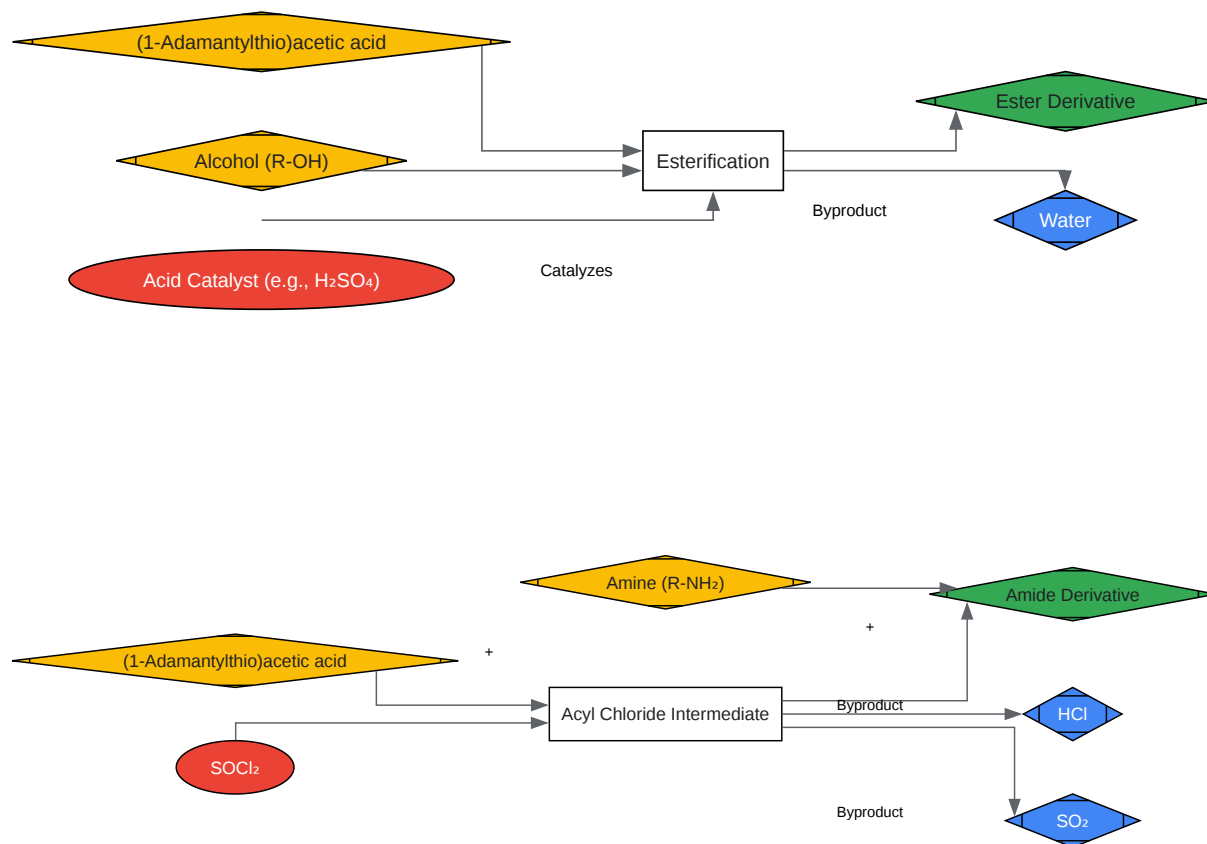 (1-Adamantylthio)acetic acid
Ester Derivative
Alcohol (R-OH)
Esterification
Byproduct
Water
Catalyzes
Acid Catalyst (e.g., H₂SO₄)
Amine (R-NH₂)
Amide Derivative
+
+
(1-Adamantylthio)acetic acid
Acyl Chloride Intermediate
Byproduct
HCl
SOCl₂
Byproduct
SO₂